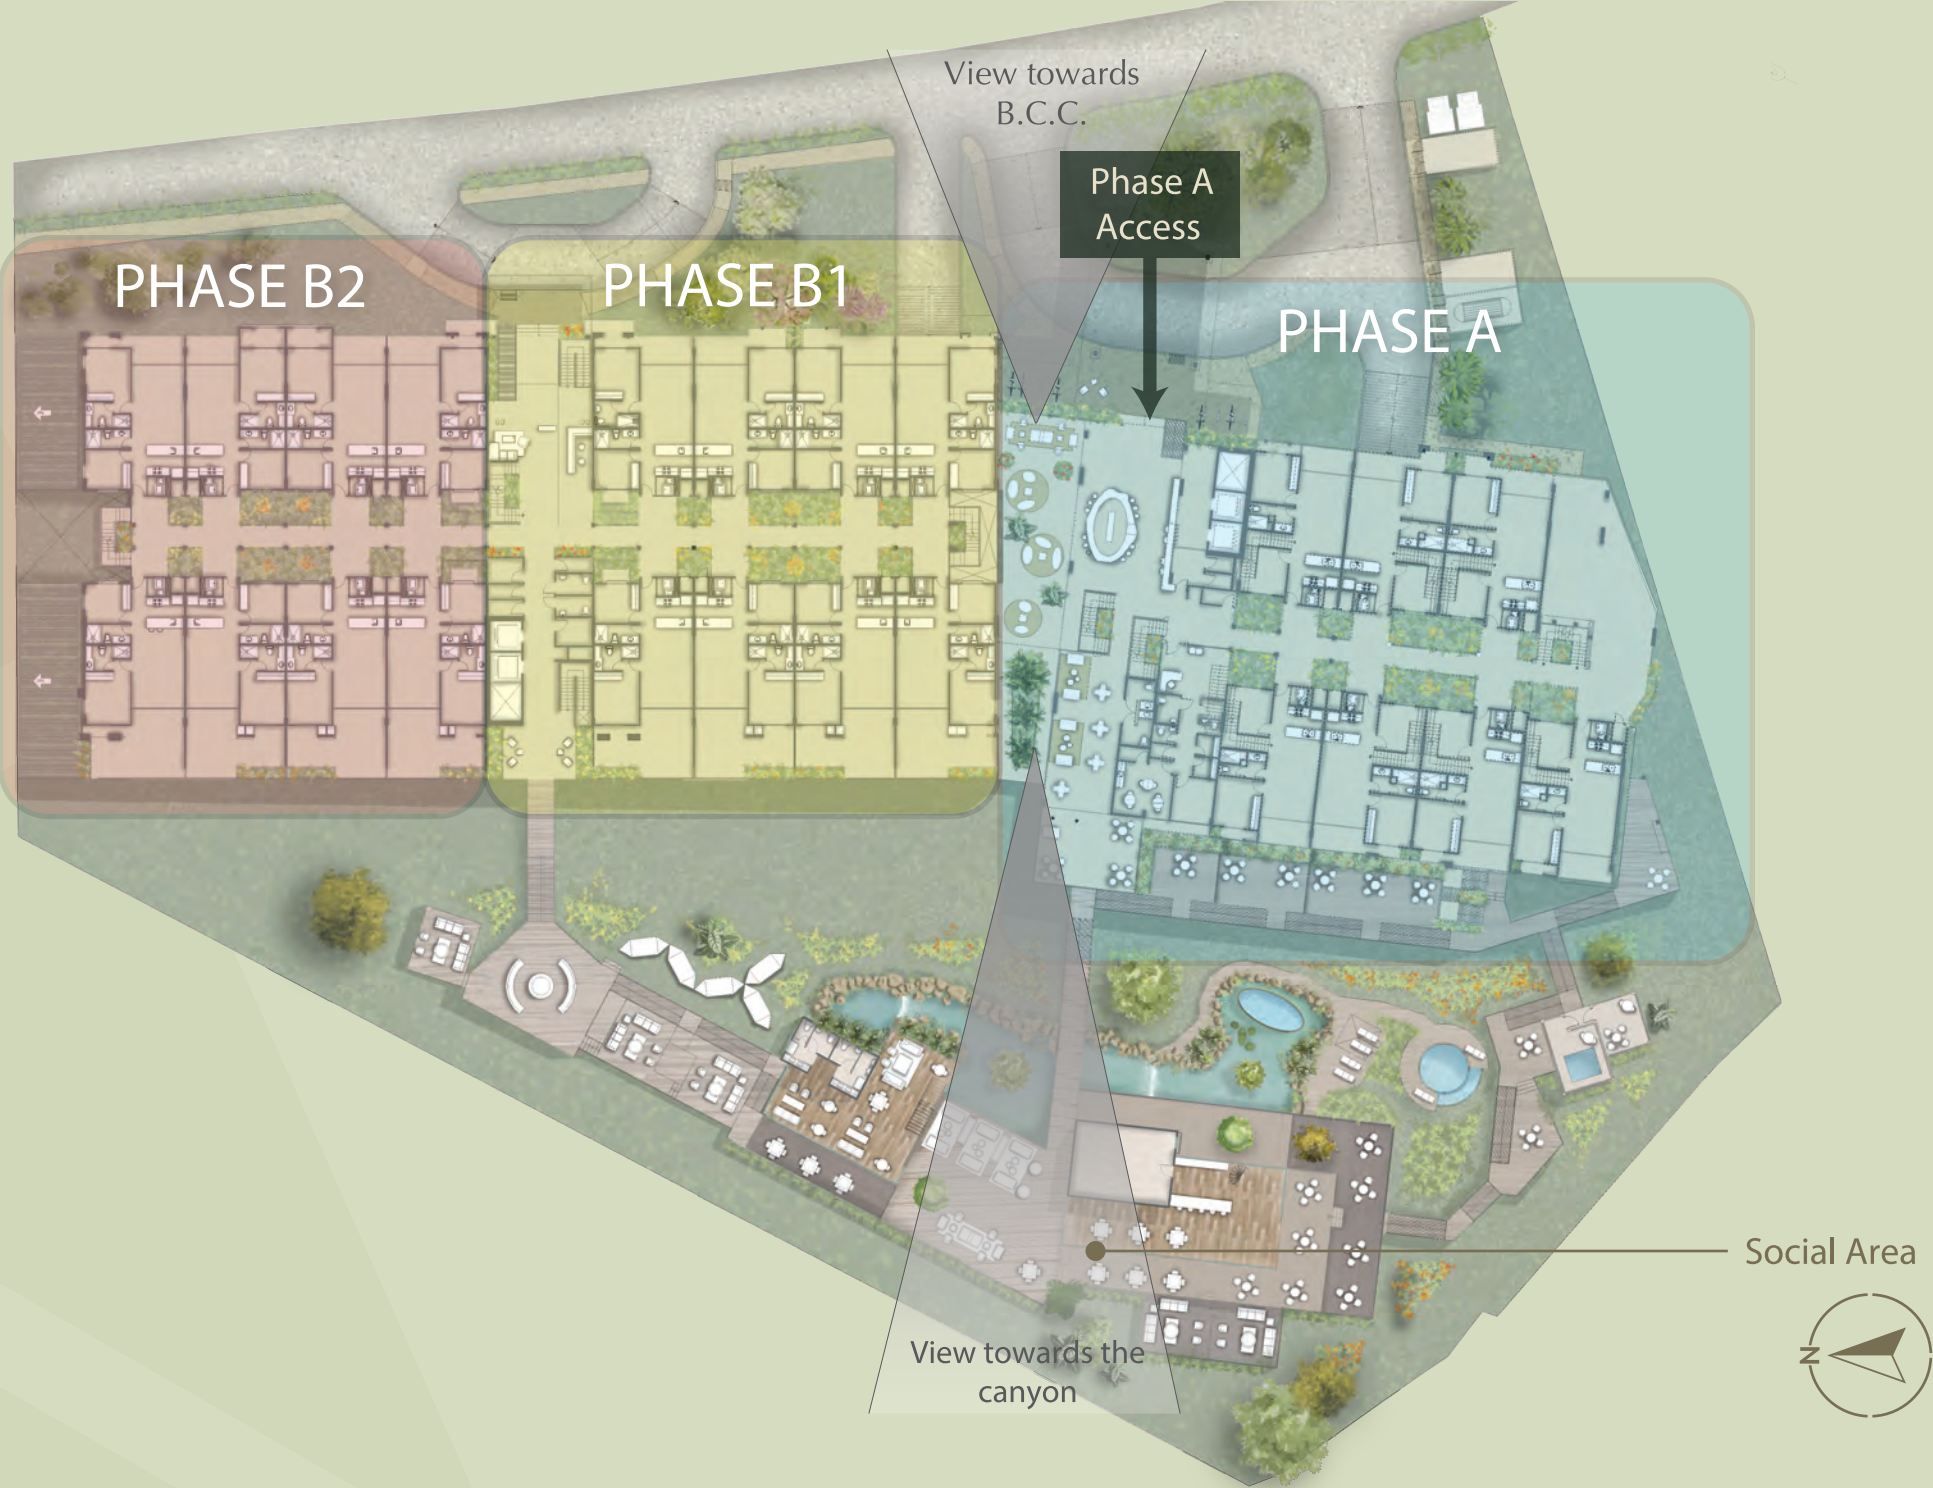 View towards
B.C.C.
Phase A
Access
PHASE B2
PHASE B1
PHASE A
Social Area
View towards the
canyon
N